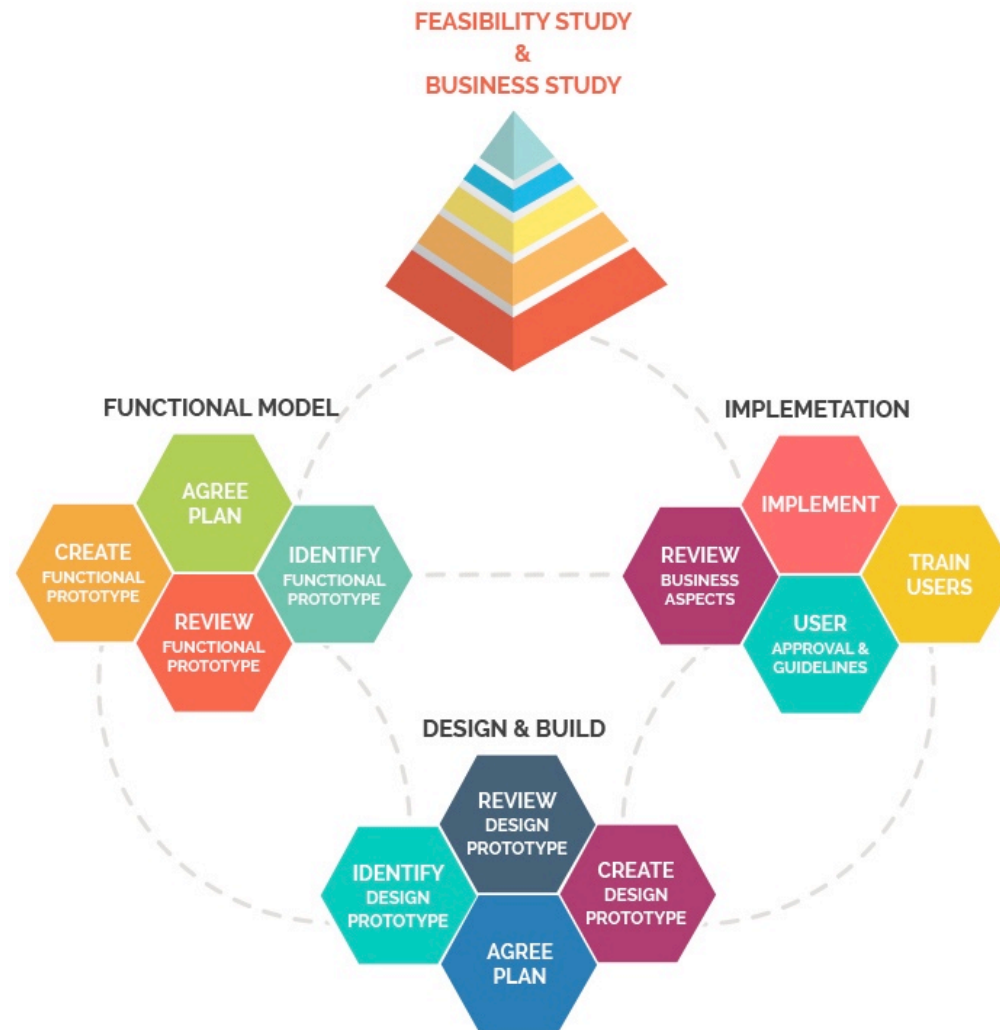 FEASIBILITY STUDY
&
BUSINESS STUDY
FUNCTIONAL MODEL
AGREE
PLAN
CREATE
FUNCTIONAL
PROTOTYPE
IDENTIFY
FUNCTIONAL
PROTOTYPE
REVIEW
FUNCTIONAL
PROTOTYPE
IMPLEMETATION
IMPLEMENT
REVIEW
BUSINESS
ASPECTS
TRAIN
USERS
USER
APPROVAL &
GUIDELINES
DESIGN & BUILD
REVIEW
DESIGN
PROTOTYPE
IDENTIFY
DESIGN
PROTOTYPE
CREATE
DESIGN
PROTOTYPE
AGREE
PLAN